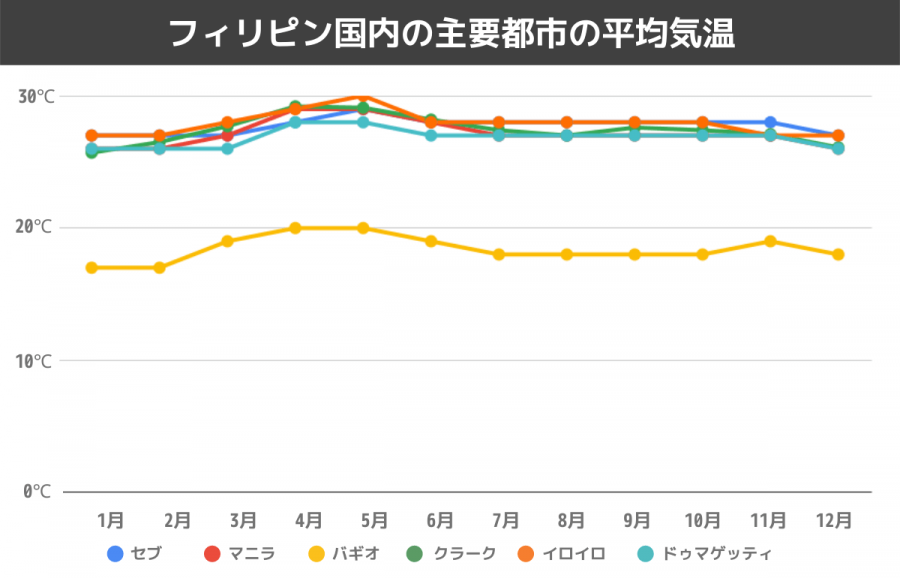 フィリピン国内の主要都市の平均気温
30℃
20℃
10℃
0℃
1月 2月 3月 4月 5月 6月 7月 8月 9月 10月 11月 12月
セブ マニラ バギオ クラーク イロイロ ドゥマゲッティ